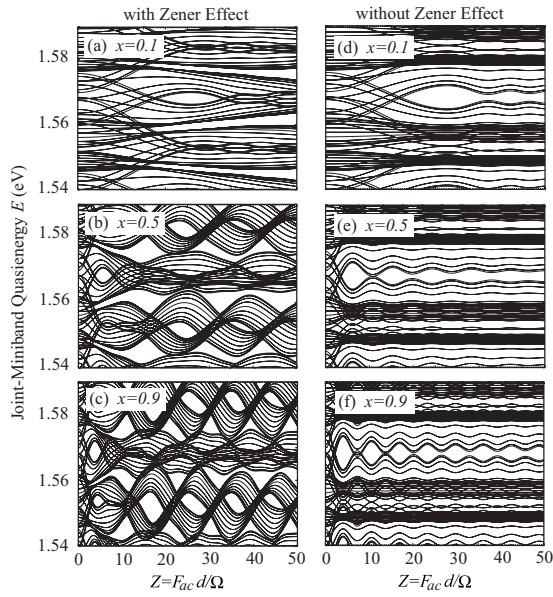 with Zener Effect
without Zener Effect
(a) x=0.1
(d) x=0.1
1.58
1.56
1.54
(b) x=0.5
(e) x=0.5
1.58
1.56
1.54
(c) x=0.9
(f) x=0.9
1.58
1.56
1.54
Joint-Miniband Quasienergy E (eV)
0 10 20 30 40 50
0 10 20 30 40 50
Z=F_ac d/Ω
Z=F_ac d/Ω